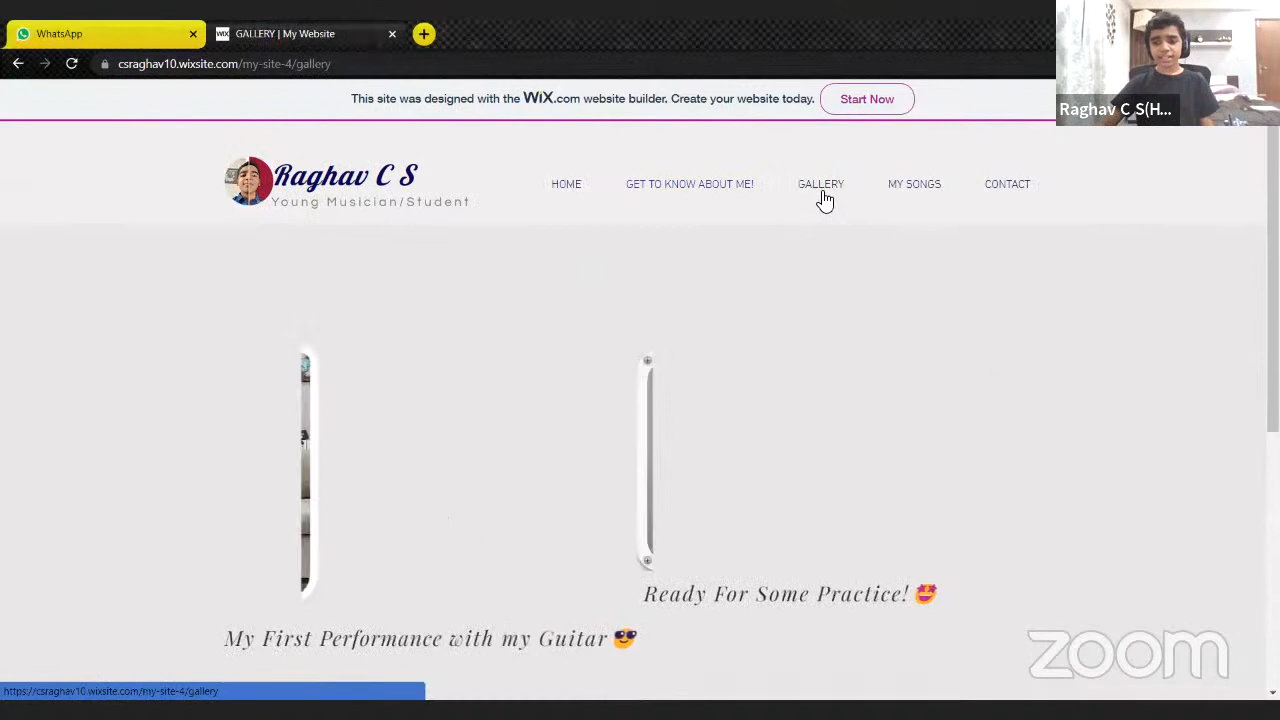 WhatsApp
WiX GALLERY | My Website
csraghav10.wixsite.com/my-site-4/gallery
This site was designed with the WiX.com website builder. Create your website today. Start Now
Raghav C S(H...
Raghav C S
Young Musician/Student
HOME GET TO KNOW ABOUT ME! GALLERY MY SONGS CONTACT
Ready For Some Practice! 🤩
My First Performance with my Guitar 😎
zoom
https://csraghav10.wixsite.com/my-site-4/gallery